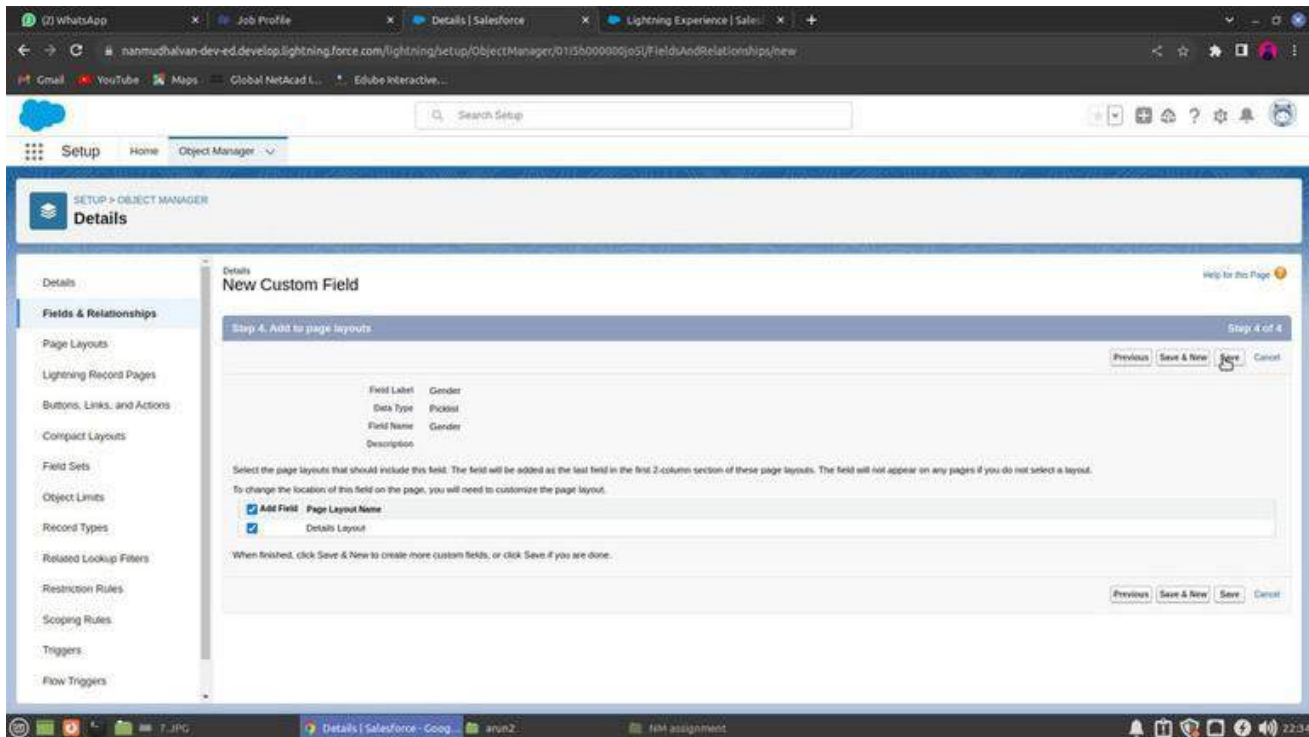 (2) WhatsApp
Job Profile
Details | Salesforce
Lightning Experience | Sales
nanmudhalvan-dev-ed.develop.lightning.force.com/lightning/setup/ObjectManager/01I5h000000joSl/FieldsAndRelationships/new
Gmail YouTube Maps Global NetAcad I... Edube Interactive...
Search Setup
Setup Home Object Manager
SETUP > OBJECT MANAGER
Details
Details
Fields & Relationships
Page Layouts
Lightning Record Pages
Buttons, Links, and Actions
Compact Layouts
Field Sets
Object Limits
Record Types
Related Lookup Filters
Restriction Rules
Scoping Rules
Triggers
Flow Triggers
Details
New Custom Field
Help for this Page
Step 4. Add to page layouts Step 4 of 4
Previous Save & New Save Cancel
Field Label Gender
Data Type Picklist
Field Name Gender
Description
Select the page layouts that should include this field. The field will be added as the last field in the first 2-column section of these page layouts. The field will not appear on any pages if you do not select a layout.
To change the location of this field on the page, you will need to customize the page layout.
Add Field Page Layout Name
Details Layout
When finished, click Save & New to create more custom fields, or click Save if you are done.
Previous Save & New Save Cancel
7.JPG
Details | Salesforce - Goog...
arun2
NM assignment
22:34